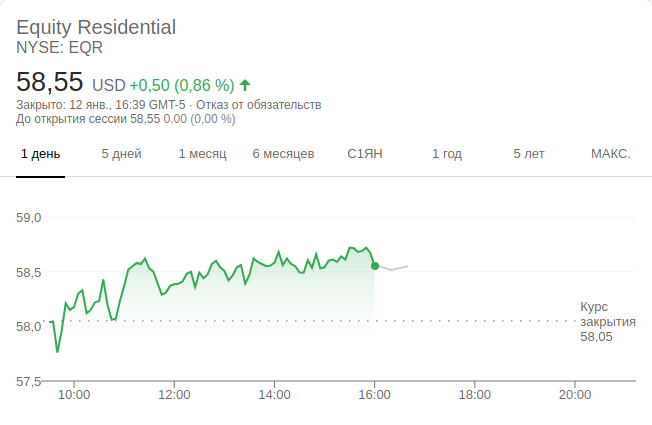 Equity Residential
NYSE: EQR
58,55 USD +0,50 (0,86 %)
Закрыто: 12 янв., 16:39 GMT-5 · Отказ от обязательств
До открытия сессии 58,55 0,00 (0,00 %)
1 день 5 дней 1 месяц 6 месяцев С1ЯН 1 год 5 лет МАКС.
59,0
58,5
58,0
57,5
Курс
закрытия
58,05
10:00 12:00 14:00 16:00 18:00 20:00